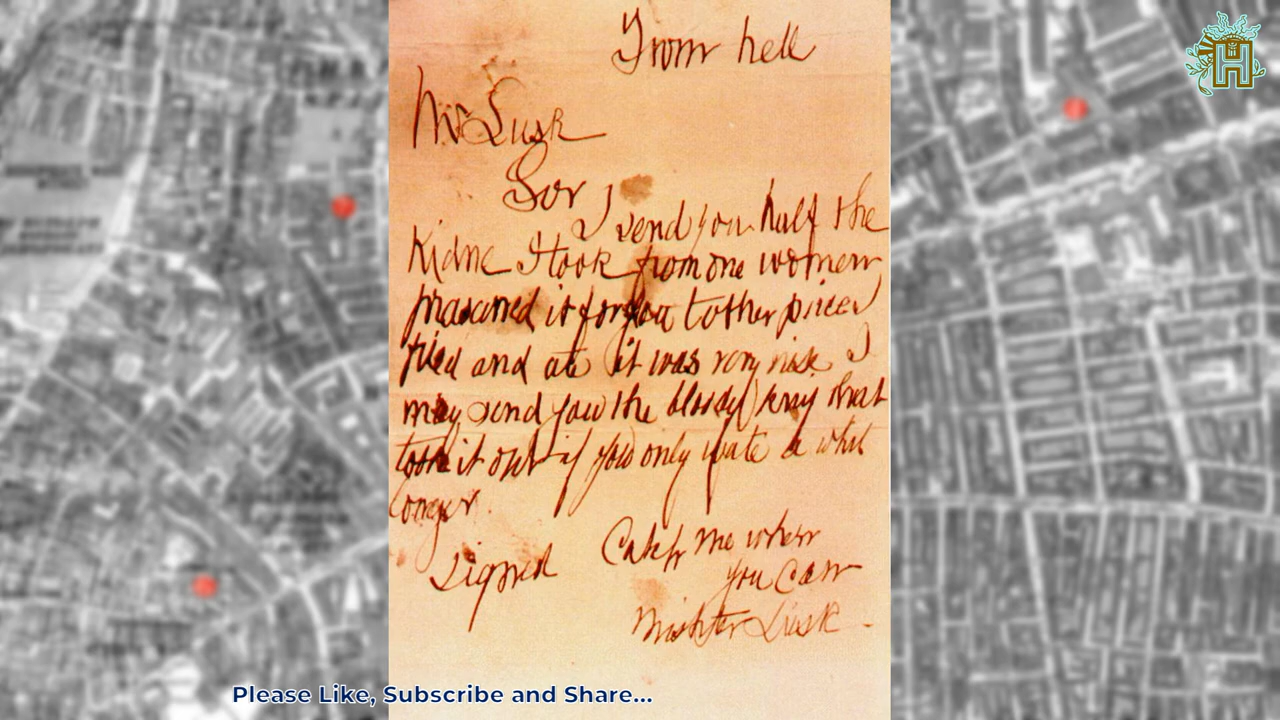 From hell
Mr Lusk
Sor
I send you half the
Kidne I took from one women
prasarved it for you tother piece I
fried and ate it was very nise I
may send you the bloody knif that
took it out if you only wate a whil
longer.
signed Catch me when
you Can
Mishter Lusk -
H
Please Like, Subscribe and Share...